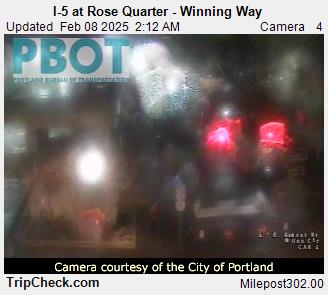 I-5 at Rose Quarter - Winning Way
Updated Feb 08 2025 2:12 AM Camera 4
PBOT
PORTLAND BUREAU OF TRANSPORTATION
Camera courtesy of the City of Portland
TripCheck.com Milepost302.00